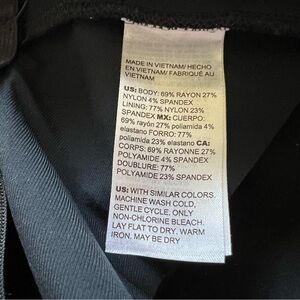 MADE IN VIETNAM/ HECHO
EN VIETNAM/ FABRIQUÉ AU
VIETNAM
US: BODY: 69% RAYON 27%
NYLON 4% SPANDEX
LINING: 77% NYLON 23%
SPANDEX MX: CUERPO:
69% rayón 27% poliamida 4%
elastano FORRO: 77%
poliamida 23% elastano CA:
CORPS: 69% RAYONNE 27%
POLYAMIDE 4% SPANDEX
DOUBLURE: 77%
POLYAMIDE 23% SPANDEX
US: WITH SIMILAR COLORS.
MACHINE WASH COLD,
GENTLE CYCLE. ONLY
NON-CHLORINE BLEACH.
LAY FLAT TO DRY. WARM
IRON. MAY BE DRY